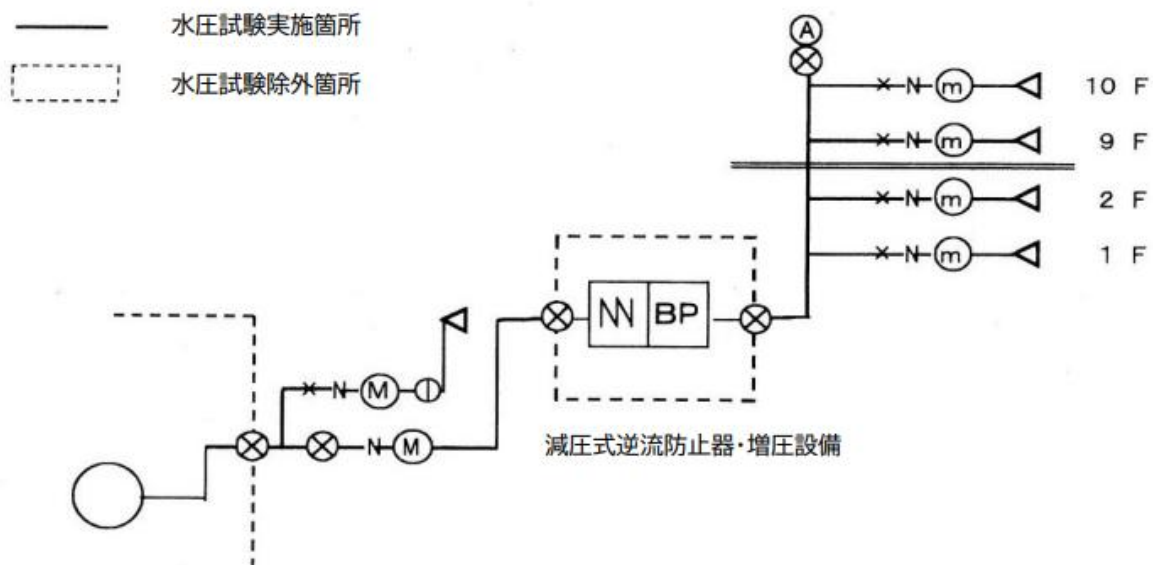 水圧試験実施箇所
水圧試験除外箇所
A
N m 10 F
N m 9 F
N m 2 F
N m 1 F
NN BP
N M
N M
減圧式逆流防止器・増圧設備